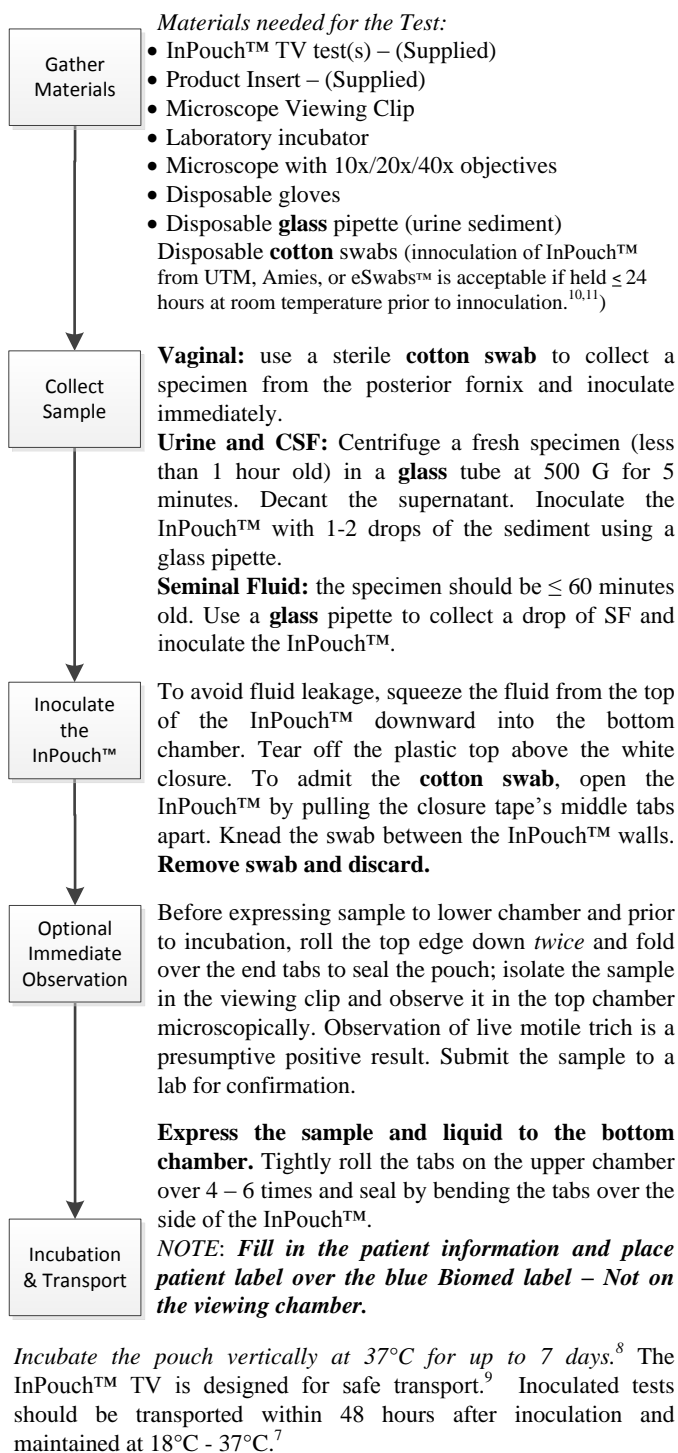 Materials needed for the Test:
Gather
Materials
• InPouch™ TV test(s) – (Supplied)
• Product Insert – (Supplied)
• Microscope Viewing Clip
• Laboratory incubator
• Microscope with 10x/20x/40x objectives
• Disposable gloves
• Disposable glass pipette (urine sediment)
Disposable cotton swabs (innoculation of InPouch™
from UTM, Amies, or eSwabs™ is acceptable if held ≤ 24
hours at room temperature prior to innoculation.10,11)
Collect
Sample
Vaginal: use a sterile cotton swab to collect a
specimen from the posterior fornix and inoculate
immediately.
Urine and CSF: Centrifuge a fresh specimen (less
than 1 hour old) in a glass tube at 500 G for 5
minutes. Decant the supernatant. Inoculate the
InPouch™ with 1-2 drops of the sediment using a
glass pipette.
Seminal Fluid: the specimen should be ≤ 60 minutes
old. Use a glass pipette to collect a drop of SF and
inoculate the InPouch™.
Inoculate
the
InPouch™
To avoid fluid leakage, squeeze the fluid from the top
of the InPouch™ downward into the bottom
chamber. Tear off the plastic top above the white
closure. To admit the cotton swab, open the
InPouch™ by pulling the closure tape's middle tabs
apart. Knead the swab between the InPouch™ walls.
Remove swab and discard.
Optional
Immediate
Observation
Before expressing sample to lower chamber and prior
to incubation, roll the top edge down twice and fold
over the end tabs to seal the pouch; isolate the sample
in the viewing clip and observe it in the top chamber
microscopically. Observation of live motile trich is a
presumptive positive result. Submit the sample to a
lab for confirmation.
Express the sample and liquid to the bottom
chamber. Tightly roll the tabs on the upper chamber
over 4 – 6 times and seal by bending the tabs over the
side of the InPouch™.
Incubation
& Transport
NOTE: Fill in the patient information and place
patient label over the blue Biomed label – Not on
the viewing chamber.
Incubate the pouch vertically at 37°C for up to 7 days.8 The
InPouch™ TV is designed for safe transport.9 Inoculated tests
should be transported within 48 hours after inoculation and
maintained at 18°C - 37°C.7